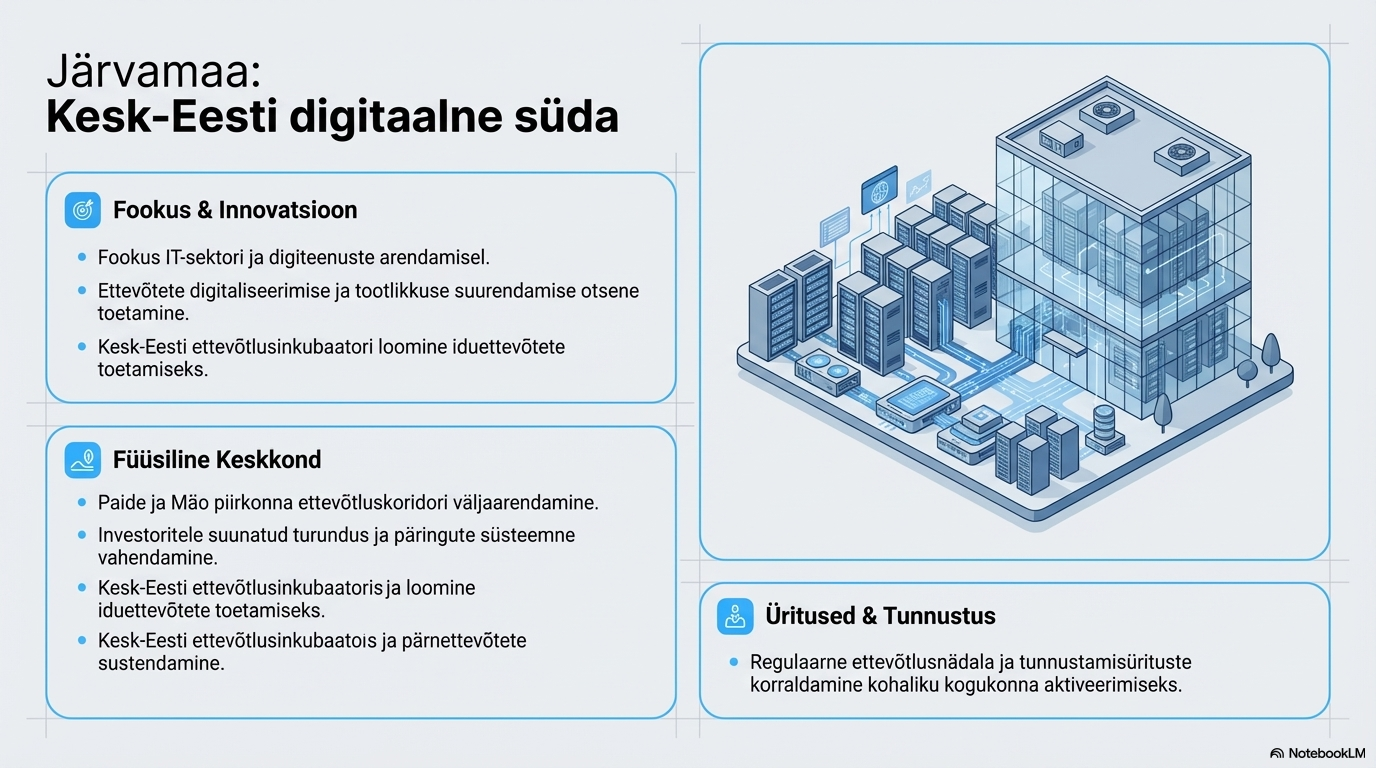 Järvamaa:
Kesk-Eesti digitaalne süda
Fookus & Innovatsioon
Fookus IT-sektori ja digiteenuste arendamisel.
Ettevõtete digitaliseerimise ja tootlikkuse suurendamise otsene
toetamine.
Kesk-Eesti ettevõtlusinkubaatori loomine iduettevõtete
toetamiseks.
Füüsiline Keskkond
Paide ja Mäo piirkonna ettevõtluskoridori väljaarendamine.
Investoritele suunatud turundus ja päringute süsteemne
vahendamine.
Kesk-Eesti ettevõtlusinkubaatoris ja loomine
iduettevõtete toetamiseks.
Kesk-Eesti ettevõtlusinkubaatois ja pärnettevõtete
sustendamine.
Üritused & Tunnustus
Regulaarne ettevõtlusnädala ja tunnustamisürituste
korraldamine kohaliku kogukonna aktiveerimiseks.
NotebookLM